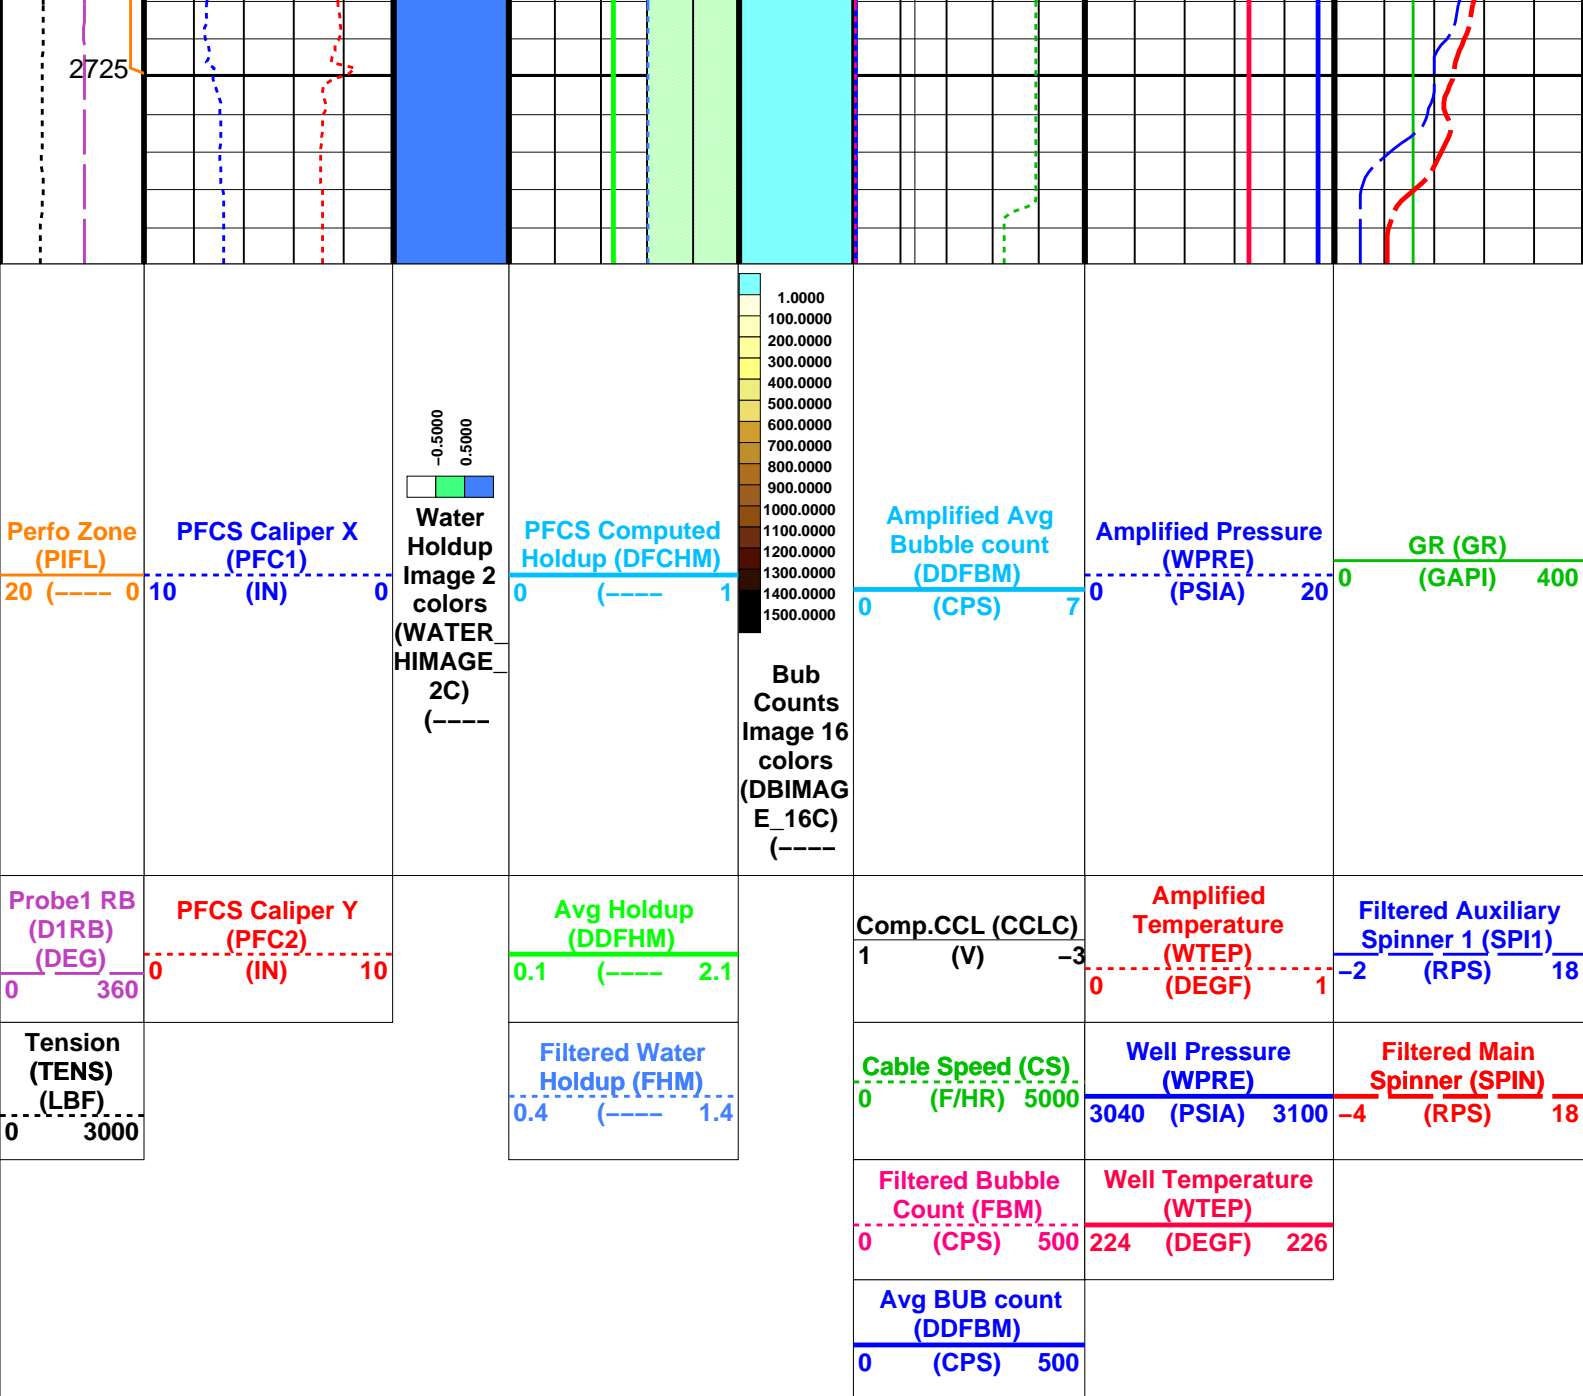 2725
1.0000
100.0000
200.0000
300.0000
400.0000
500.0000
600.0000
700.0000
800.0000
900.0000
1000.0000
1100.0000
1200.0000
1300.0000
1400.0000
1500.0000
−0.5000
0.5000
Perfo Zone
(PIFL)
20 (−−−− 0
PFCS Caliper X
(PFC1)
10 (IN) 0
Water
Holdup
Image 2
colors
(WATER_
HIMAGE_
2C)
(−−−−
PFCS Computed
Holdup (DFCHM)
0 (−−−− 1
Bub
Counts
Image 16
colors
(DBIMAG
E_16C)
(−−−−
Amplified Avg
Bubble count
(DDFBM)
0 (CPS) 7
Amplified Pressure
(WPRE)
0 (PSIA) 20
GR (GR)
0 (GAPI) 400
Probe1 RB
(D1RB)
(DEG)
0 360
PFCS Caliper Y
(PFC2)
0 (IN) 10
Avg Holdup
(DDFHM)
0.1 (−−−− 2.1
Comp.CCL (CCLC)
1 (V) −3
Amplified
Temperature
(WTEP)
0 (DEGF) 1
Filtered Auxiliary
Spinner 1 (SPI1)
−2 (RPS) 18
Tension
(TENS)
(LBF)
0 3000
Filtered Water
Holdup (FHM)
0.4 (−−−− 1.4
Cable Speed (CS)
0 (F/HR) 5000
Well Pressure
(WPRE)
3040 (PSIA) 3100
Filtered Main
Spinner (SPIN)
−4 (RPS) 18
Filtered Bubble
Count (FBM)
0 (CPS) 500
Well Temperature
(WTEP)
224 (DEGF) 226
Avg BUB count
(DDFBM)
0 (CPS) 500